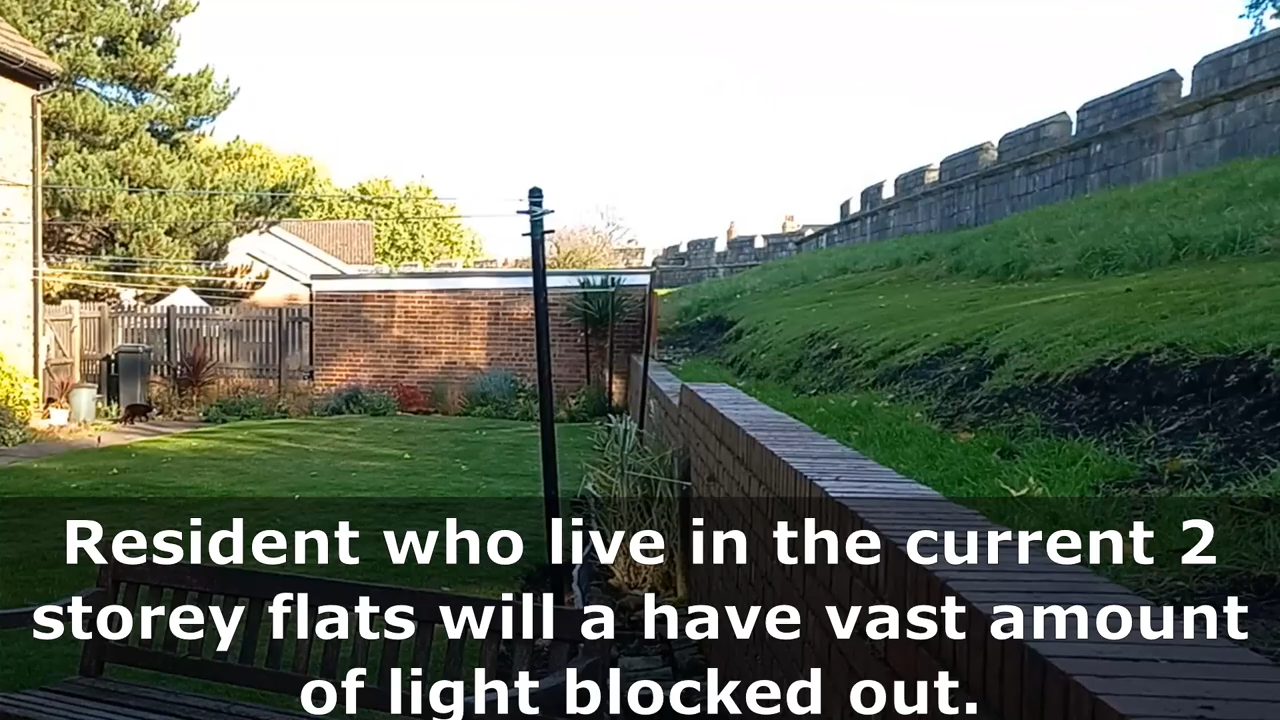 Resident who live in the current 2
storey flats will a have vast amount
of light blocked out.